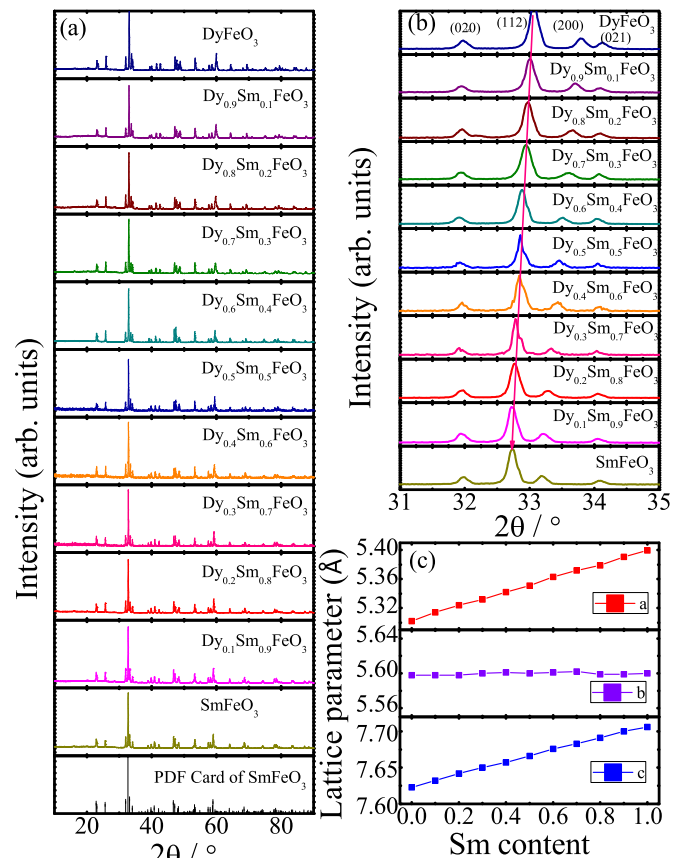 (a)
DyFeO3
Dy0.9Sm0.1FeO3
Dy0.8Sm0.2FeO3
Dy0.7Sm0.3FeO3
Dy0.6Sm0.4FeO3
Dy0.5Sm0.5FeO3
Dy0.4Sm0.6FeO3
Dy0.3Sm0.7FeO3
Dy0.2Sm0.8FeO3
Dy0.1Sm0.9FeO3
SmFeO3
PDF Card of SmFeO3
Intensity (arb. units)
20 40 60 80
2θ / °
(b)
(020) (112) (200) (021)
DyFeO3
Dy0.9Sm0.1FeO3
Dy0.8Sm0.2FeO3
Dy0.7Sm0.3FeO3
Dy0.6Sm0.4FeO3
Dy0.5Sm0.5FeO3
Dy0.4Sm0.6FeO3
Dy0.3Sm0.7FeO3
Dy0.2Sm0.8FeO3
Dy0.1Sm0.9FeO3
SmFeO3
Intensity (arb. units)
31 32 33 34 35
2θ / °
(c)
5.40
5.36
5.32
a
5.64
5.60
5.56
b
7.70
7.65
7.60
c
Lattice parameter (Å)
0.0 0.2 0.4 0.6 0.8 1.0
Sm content